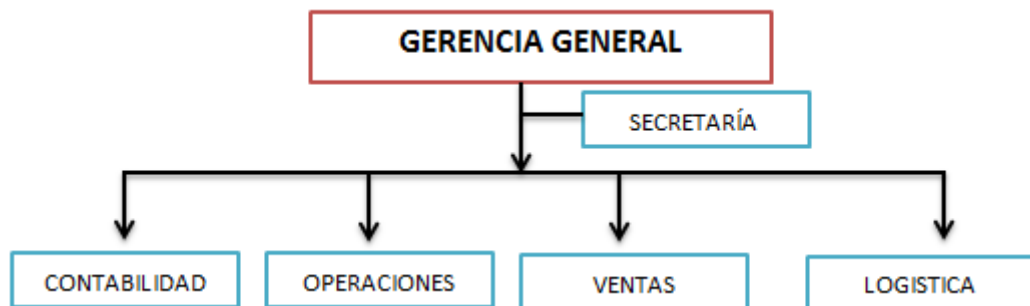 GERENCIA GENERAL
SECRETARÍA
CONTABILIDAD
OPERACIONES
VENTAS
LOGISTICA